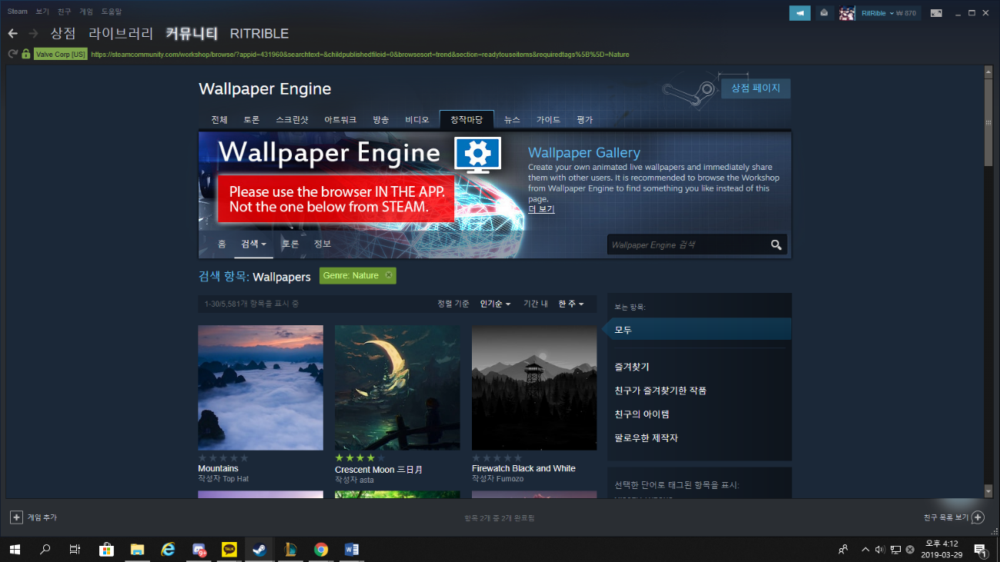 Steam 보기 친구 게임 도움말
RitRible ₩ 870
상점 라이브러리 커뮤니티 RITRIBLE
Valve Corp [US] https://steamcommunity.com/workshop/browse/?appid=431960&searchtext=&childpublishedfileid=0&browsesort=trend&section=readytouseitems&requiredtags%5B%5D=Nature
Wallpaper Engine
상점 페이지
전체 토론 스크린샷 아트워크 방송 비디오 창작마당 뉴스 가이드 평가
Wallpaper Engine
Please use the browser IN THE APP.
Not the one below from STEAM.
Wallpaper Gallery
Create your own animated live wallpapers and immediately share
them with other users. It is recommended to browse the Workshop
from Wallpaper Engine to find something you like instead of this
page.
더 보기
홈 검색 토론 정보
Wallpaper Engine 검색
검색 항목: Wallpapers Genre: Nature
1-30/5,581개 항목을 표시 중 정렬 기준 인기순 기간 내 한 주
보는 항목:
모두
즐겨찾기
친구가 즐겨찾기한 작품
친구의 아이템
팔로우한 제작자
선택한 단어로 태그된 항목을 표시:
Mountains
작성자 Top Hat
Crescent Moon 三日月
작성자 asta
Firewatch Black and White
작성자 Fumozo
게임 추가
항목 2개 중 2개 완료됨
친구 목록 보기
9+
TALK
오후 4:12
2019-03-29
1